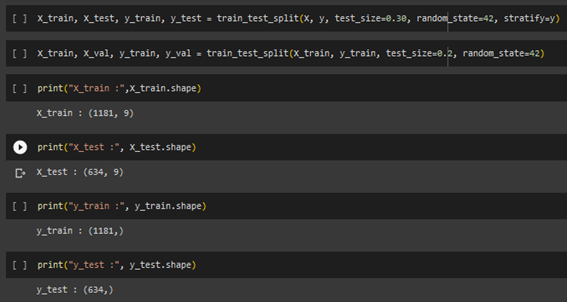 [ ] X_train, X_test, y_train, y_test = train_test_split(X, y, test_size=0.30, random_state=42, stratify=y)
[ ] X_train, X_val, y_train, y_val = train_test_split(X_train, y_train, test_size=0.2, random_state=42)
[ ] print("X_train :",X_train.shape)
X_train : (1181, 9)
print("X_test :", X_test.shape)
X_test : (634, 9)
[ ] print("y_train :", y_train.shape)
y_train : (1181,)
[ ] print("y_test :", y_test.shape)
y_test : (634,)